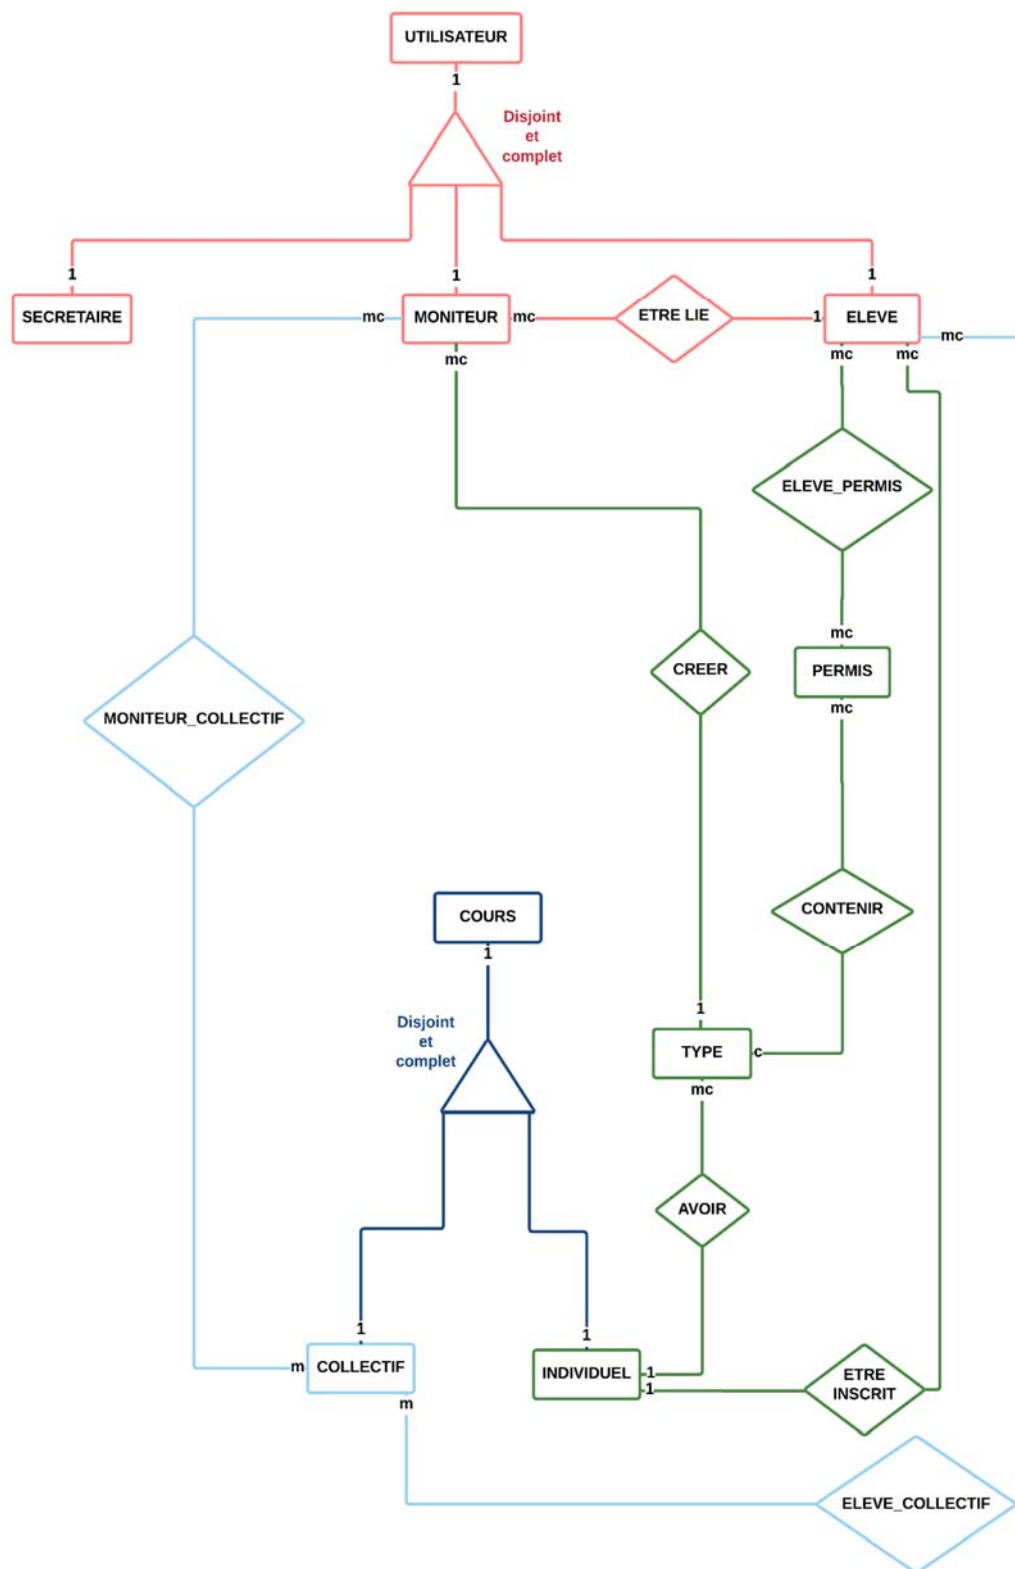 UTILISATEUR
1
Disjoint
et
complet
1
1
1
SECRETAIRE
mc
MONITEUR
mc
ETRE LIE
1
ELEVE
mc
mc
mc
mc
ELEVE_PERMIS
mc
CREER
PERMIS
mc
MONITEUR_COLLECTIF
CONTENIR
COURS
1
1
Disjoint
et
complet
TYPE
c
mc
AVOIR
1
1
m
COLLECTIF
INDIVIDUEL
1
1
ETRE
INSCRIT
m
ELEVE_COLLECTIF